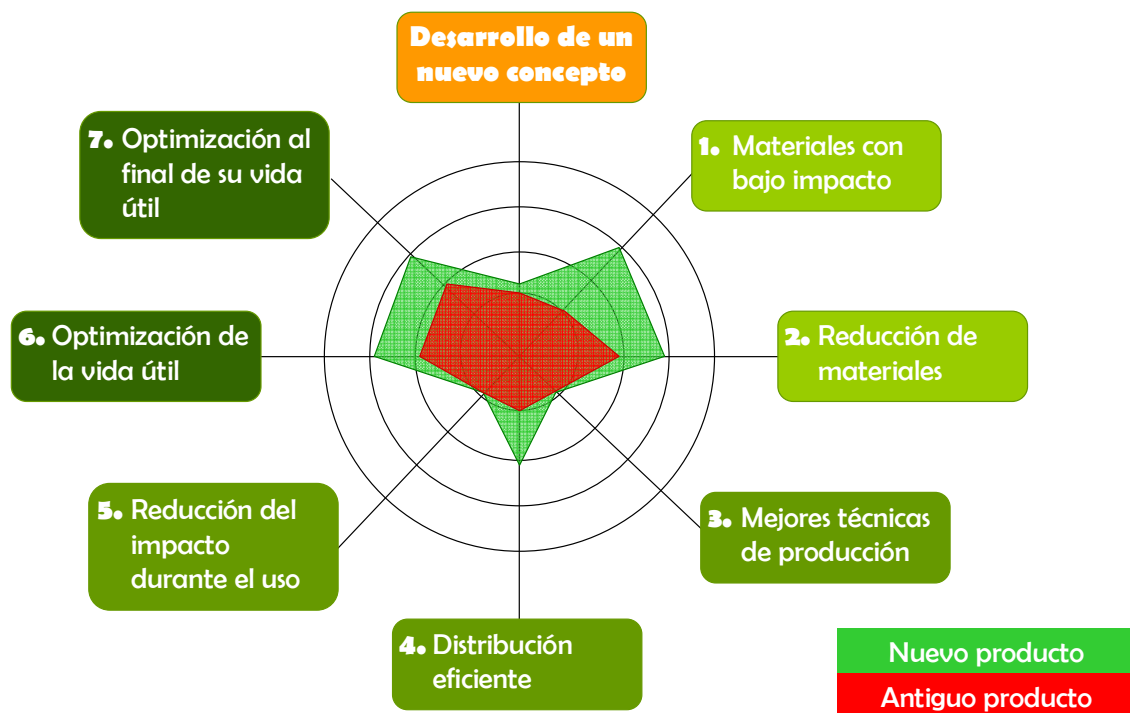 Desarrollo de un
nuevo concepto
1. Materiales con
bajo impacto
2. Reducción de
materiales
3. Mejores técnicas
de producción
4. Distribución
eficiente
5. Reducción del
impacto
durante el uso
6. Optimización de
la vida útil
7. Optimización al
final de su vida
útil
Nuevo producto
Antiguo producto